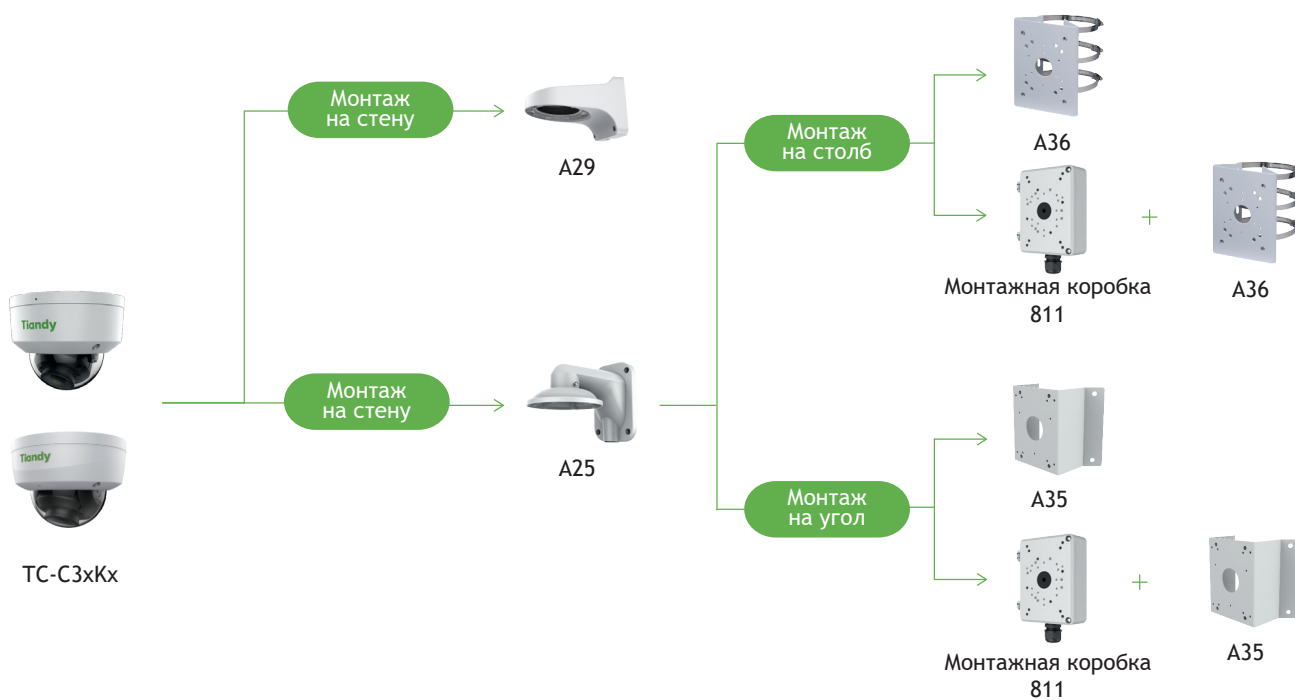 Монтаж
на стену
A29
Монтаж
на столб
A36
Монтажная коробка
811
+
A36
Tiandy
Tiandy
TC-C3xKx
Монтаж
на стену
A25
Монтаж
на угол
A35
Монтажная коробка
811
+
A35